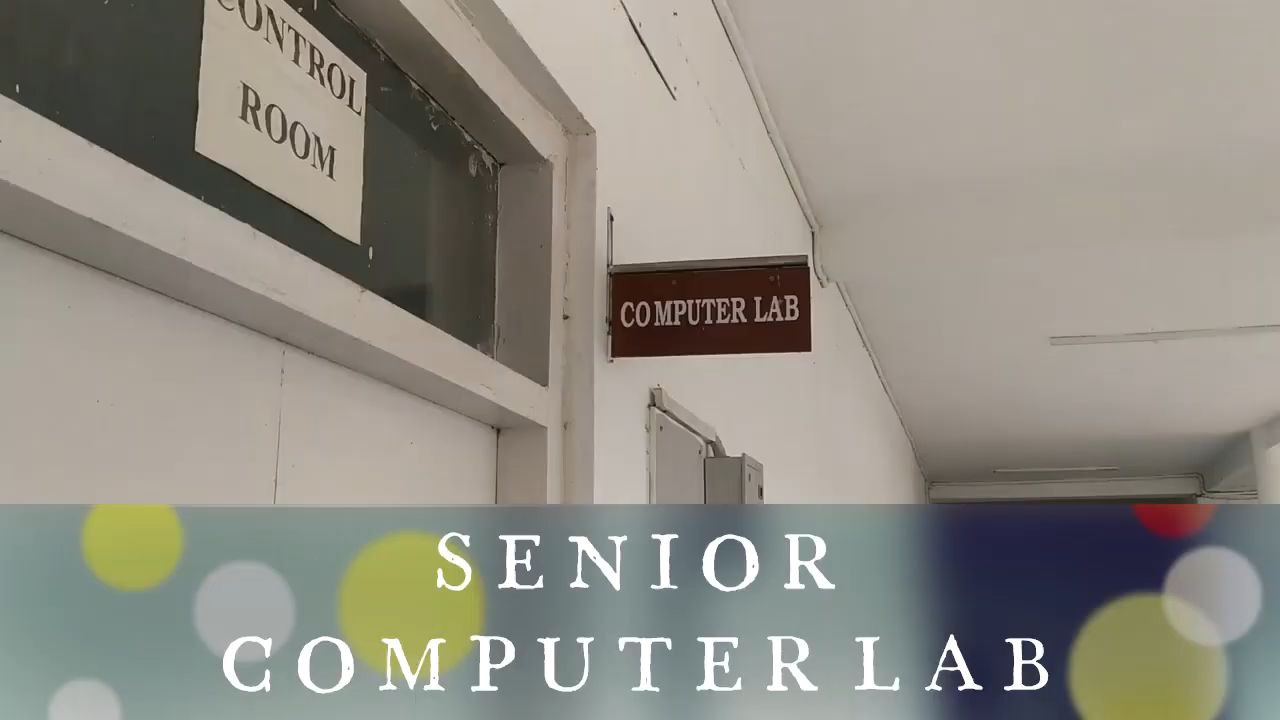 CONTROL
ROOM
COMPUTER LAB
SENIOR
COMPUTER LAB